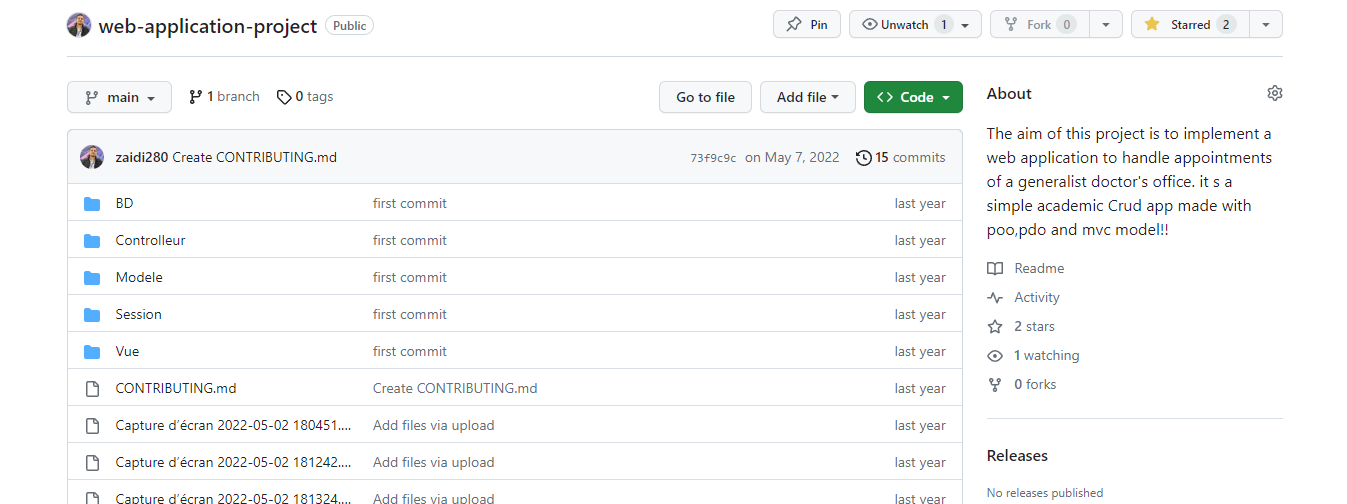 web-application-project Public Pin Unwatch 1 Fork 0 Starred 2
main 1 branch 0 tags Go to file Add file Code
zaidi280 Create CONTRIBUTING.md 73f9c9c on May 7, 2022 15 commits
BD first commit last year
Controlleur first commit last year
Modele first commit last year
Session first commit last year
Vue first commit last year
CONTRIBUTING.md Create CONTRIBUTING.md last year
Capture d’écran 2022-05-02 180451.... Add files via upload last year
Capture d’écran 2022-05-02 181242.... Add files via upload last year
Capture d’écran 2022-05-02 181324.... Add files via upload last year
About
The aim of this project is to implement a
web application to handle appointments
of a generalist doctor's office. it s a
simple academic Crud app made with
poo,pdo and mvc model!!
Readme
Activity
2 stars
1 watching
0 forks
Releases
No releases published